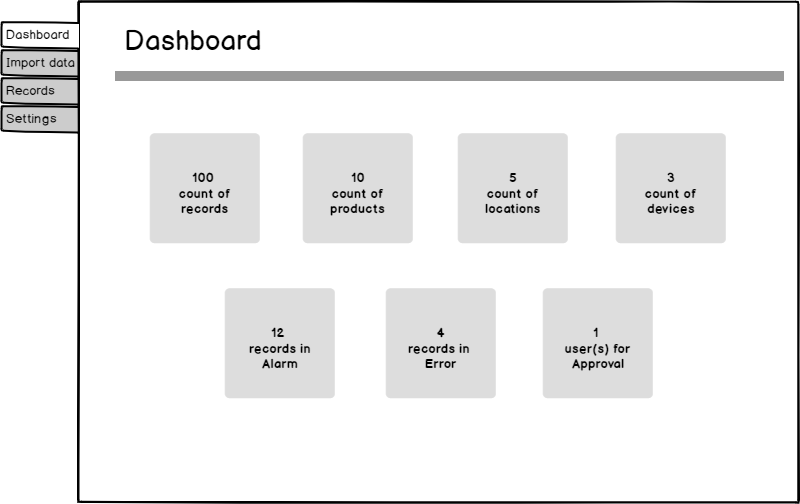 Dashboard
Import data
Records
Settings
Dashboard
100
count of
records
10
count of
products
5
count of
locations
3
count of
devices
12
records in
Alarm
4
records in
Error
1
user(s) for
Approval